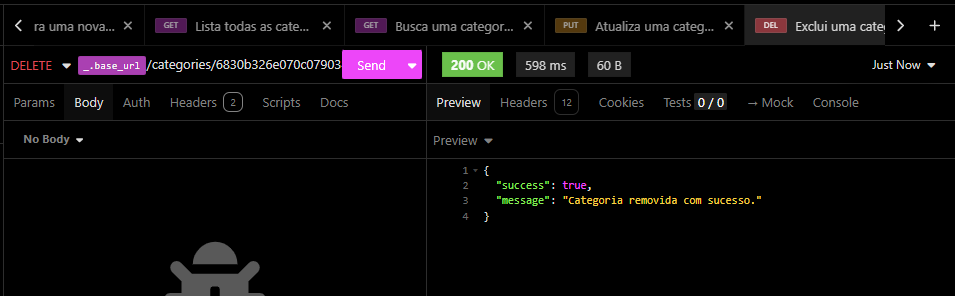 ra uma nova... GET Lista todas as cate... GET Busca uma categor... PUT Atualiza uma categ... DEL Exclui uma cate
DELETE _.base_url /categories/6830b326e070c07903 Send 200 OK 598 ms 60 B Just Now
Params Body Auth Headers 2 Scripts Docs Preview Headers 12 Cookies Tests 0 / 0 → Mock Console
No Body Preview
1 {
2 "success": true,
3 "message": "Categoria removida com sucesso."
4 }